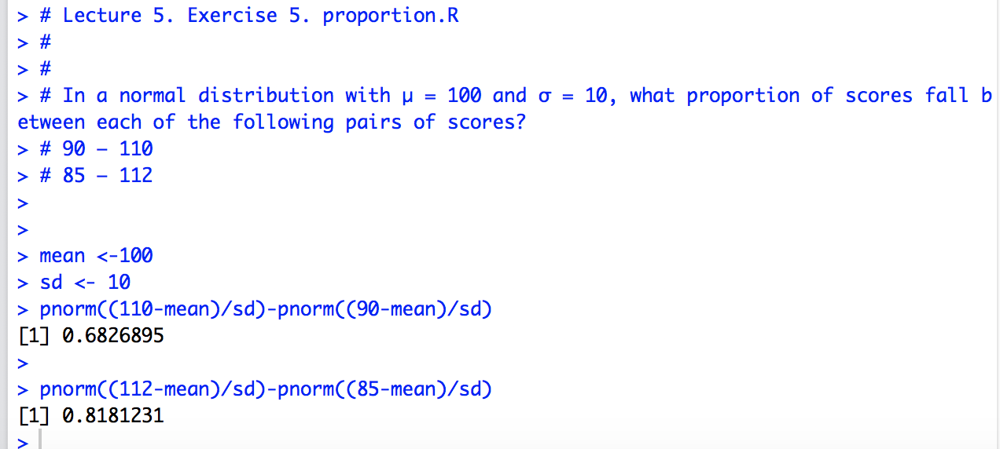 > # Lecture 5. Exercise 5. proportion.R
> #
> #
> # In a normal distribution with μ = 100 and σ = 10, what proportion of scores fall b
etween each of the following pairs of scores?
> # 90 – 110
> # 85 – 112
>
>
> mean <-100
> sd <- 10
> pnorm((110-mean)/sd)-pnorm((90-mean)/sd)
[1] 0.6826895
>
> pnorm((112-mean)/sd)-pnorm((85-mean)/sd)
[1] 0.8181231
>